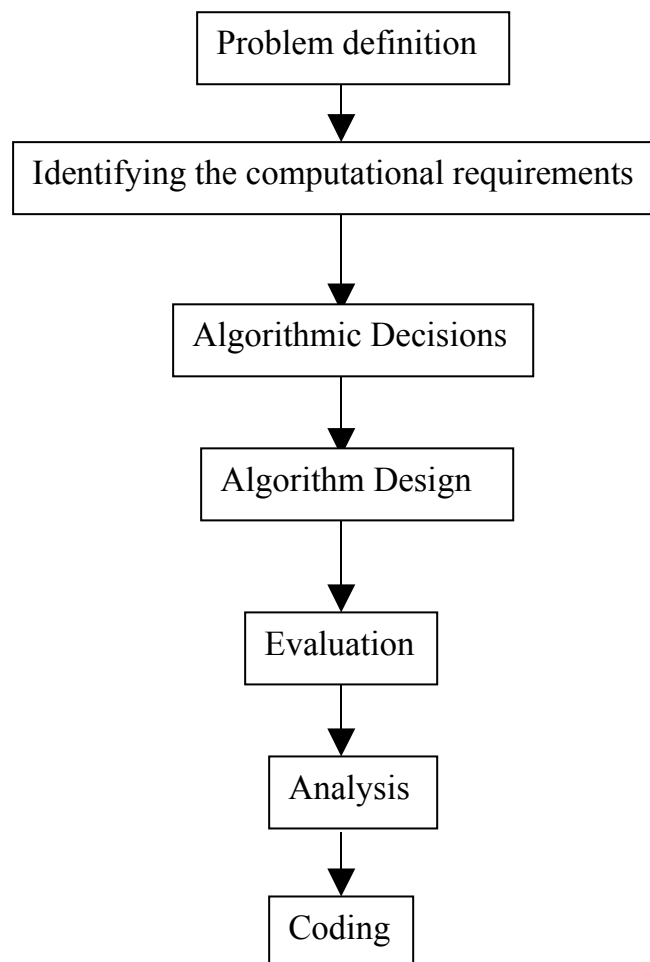 Problem definition
Identifying the computational requirements
Algorithmic Decisions
Algorithm Design
Evaluation
Analysis
Coding